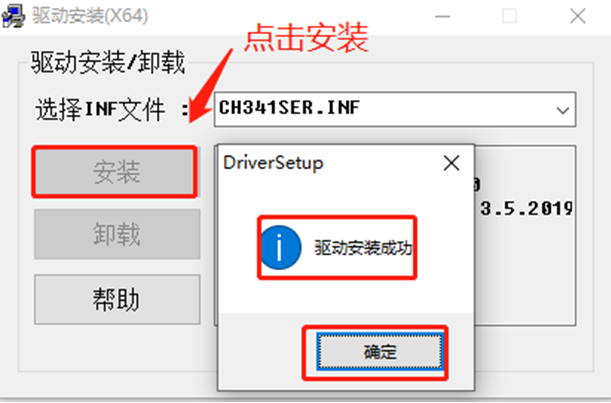 驱动安装(X64)
点击安装
驱动安装/卸载
选择INF文件 :
CH341SER.INF
安装
卸载
帮助
3.5.2019
DriverSetup
驱动安装成功
确定